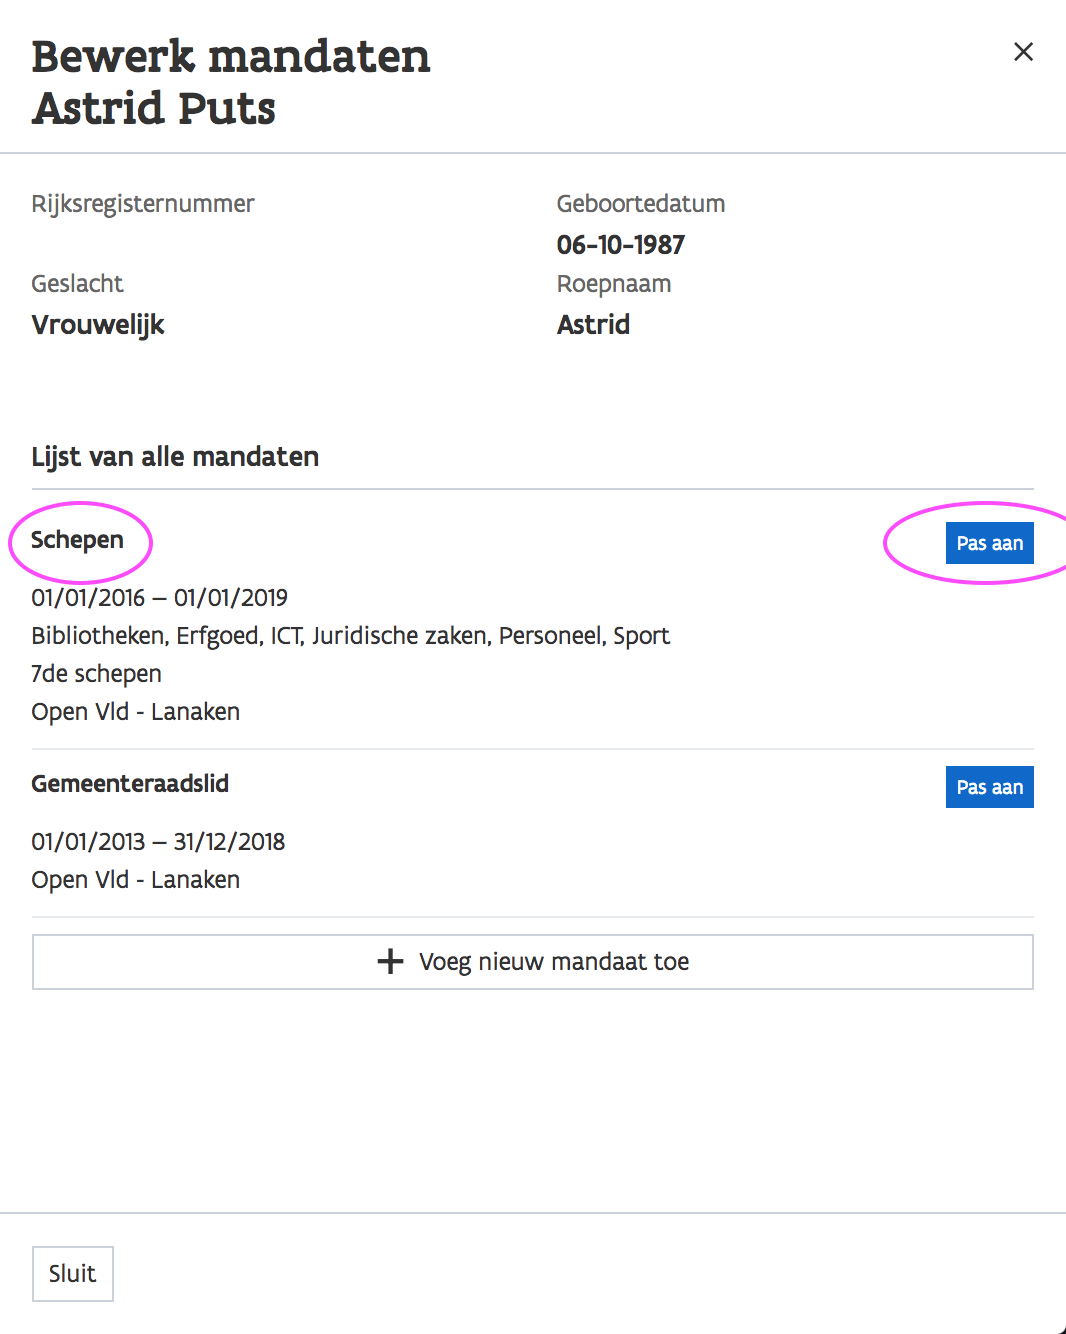 Bewerk mandaten
Astrid Puts
Rijksregisternummer
Geboortedatum
06-10-1987
Geslacht
Roepnaam
Vrouwelijk
Astrid
Lijst van alle mandaten
Schepen
Pas aan
01/01/2016 – 01/01/2019
Bibliotheken, Erfgoed, ICT, Juridische zaken, Personeel, Sport
7de schepen
Open Vld - Lanaken
Gemeenteraadslid
Pas aan
01/01/2013 – 31/12/2018
Open Vld - Lanaken
Voeg nieuw mandaat toe
Sluit